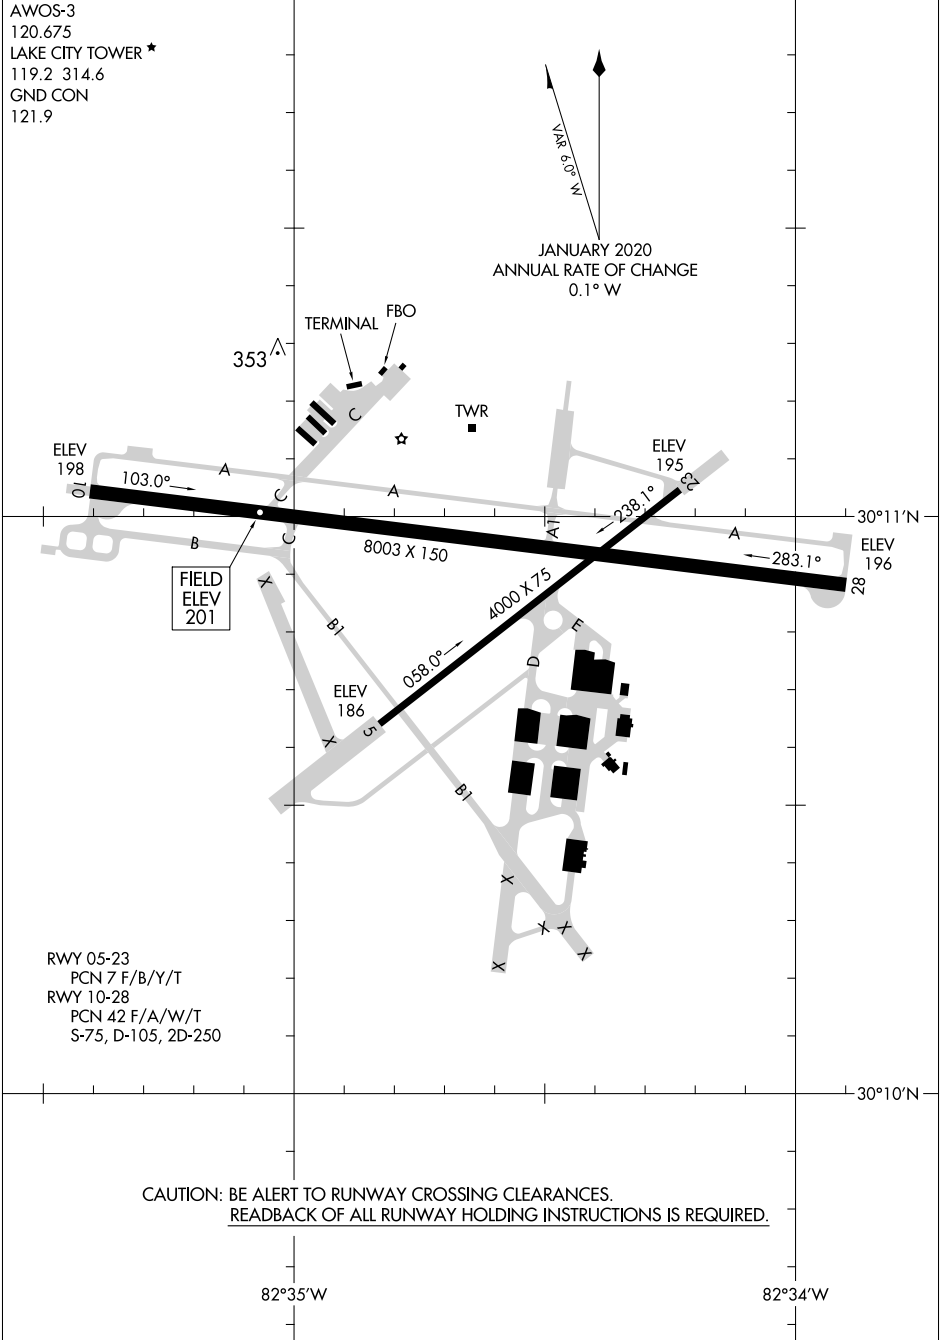 AWOS-3
120.675
LAKE CITY TOWER ★
119.2 314.6
GND CON
121.9
VAR 6.0° W
JANUARY 2020
ANNUAL RATE OF CHANGE
0.1° W
FBO
TERMINAL
353
C
TWR
ELEV
198
ELEV
195
A
103.0°
10
C
A
23
238.1°
30°11'N
A1
A
B
C
8003 X 150
283.1°
ELEV
196
28
FIELD
ELEV
201
X
4000 X 75
B1
E
D
058.0°
ELEV
186
5
X
B1
X
X
X
X
X
RWY 05-23
PCN 7 F/B/Y/T
RWY 10-28
PCN 42 F/A/W/T
S-75, D-105, 2D-250
30°10'N
CAUTION: BE ALERT TO RUNWAY CROSSING CLEARANCES.
READBACK OF ALL RUNWAY HOLDING INSTRUCTIONS IS REQUIRED.
82°35'W
82°34'W